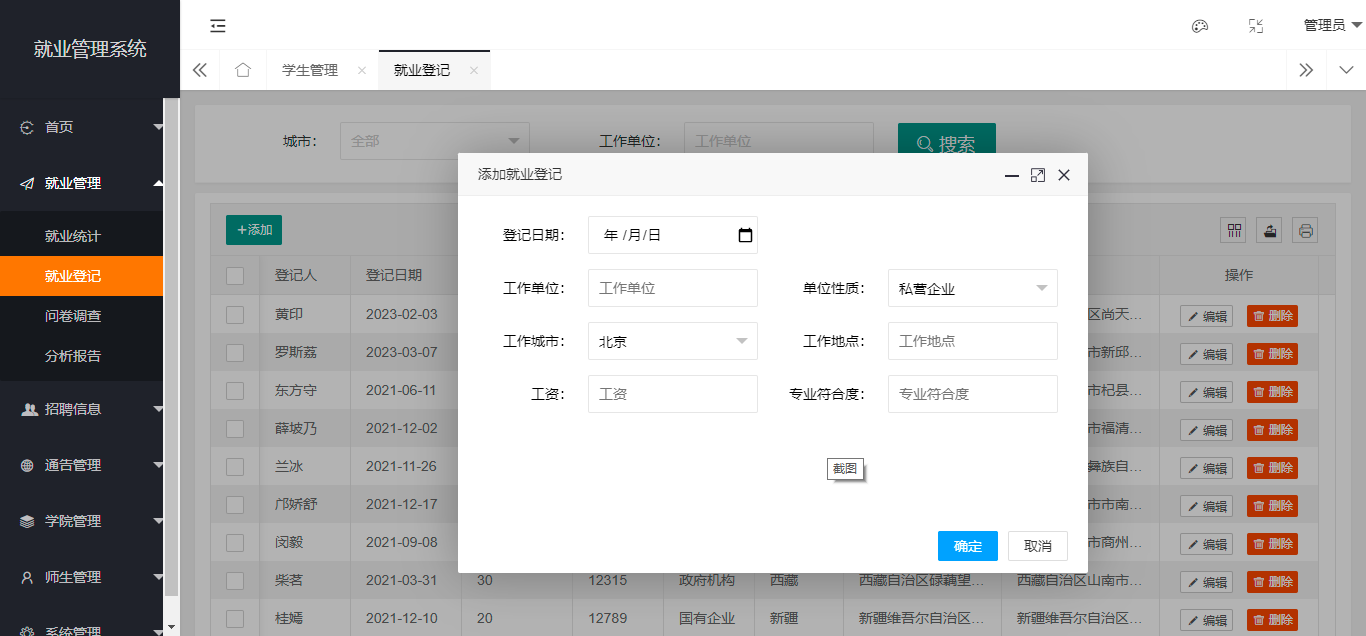 就业管理系统
管理员
学生管理
就业登记
首页
就业管理
就业统计
就业登记
问卷调查
分析报告
招聘信息
通告管理
学院管理
师生管理
系统管理
城市： 全部 工作单位： 工作单位 搜索
添加就业登记
登记日期： 年 /月/日
工作单位： 工作单位 单位性质： 私营企业
工作城市： 北京 工作地点： 工作地点
工资： 工资 专业符合度： 专业符合度
截图
确定 取消
+添加
登记人 登记日期 操作
黄印 2023-02-03 区尚天... 编辑 删除
罗斯荔 2023-03-07 市新邱... 编辑 删除
东方守 2021-06-11 市杞县... 编辑 删除
薛坡乃 2021-12-02 市福清... 编辑 删除
兰冰 2021-11-26 彝族自... 编辑 删除
邝娇舒 2021-12-17 市市南... 编辑 删除
闵毅 2021-09-08 市商州... 编辑 删除
柴茗 2021-03-31 30 12315 政府机构 西藏 西藏自治区碌藕望... 西藏自治区山南市... 编辑 删除
桂嫣 2021-12-10 20 12789 国有企业 新疆 新疆维吾尔自治区... 新疆维吾尔自治区... 编辑 删除